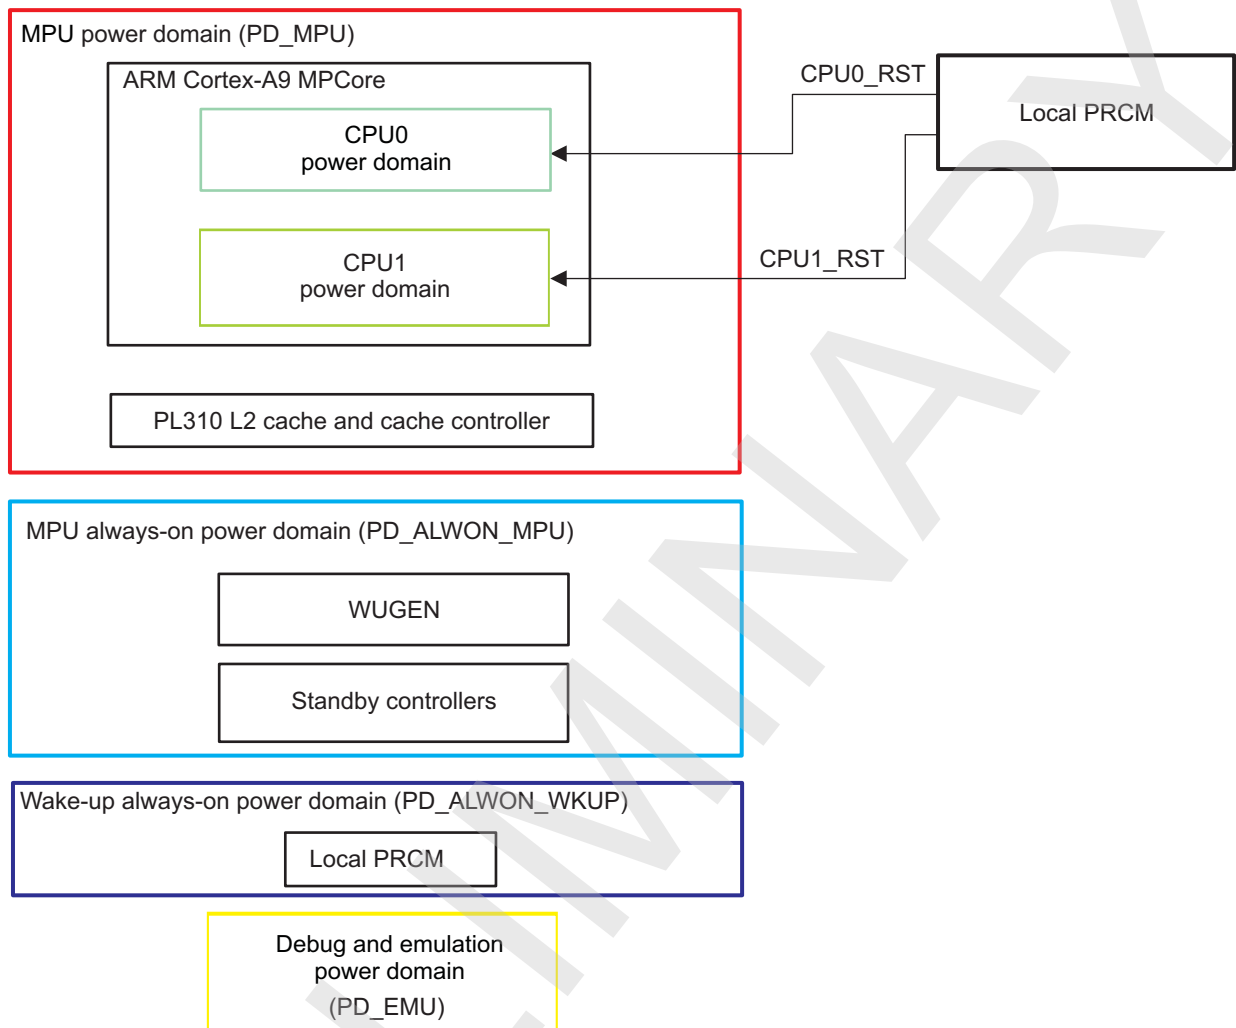 MPU power domain (PD_MPU)
ARM Cortex-A9 MPCore
CPU0
power domain
CPU0_RST
Local PRCM
CPU1
power domain
CPU1_RST
PL310 L2 cache and cache controller
MPU always-on power domain (PD_ALWON_MPU)
WUGEN
Standby controllers
Wake-up always-on power domain (PD_ALWON_WKUP)
Local PRCM
Debug and emulation
power domain
(PD_EMU)
LIMINARY